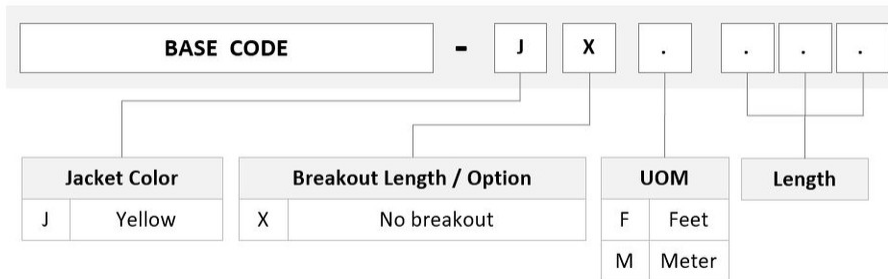 BASE CODE - J X . . . .
Jacket Color
J Yellow
Breakout Length / Option
X No breakout
UOM
F Feet
M Meter
Length